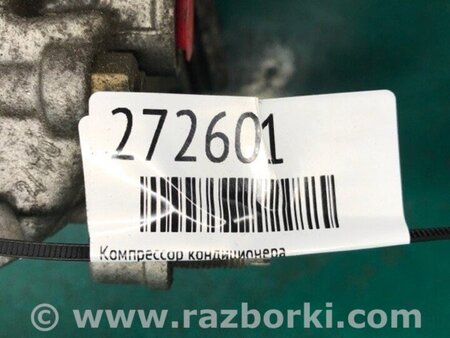 272601
Компрессор кондиционера
© www.razborki.com